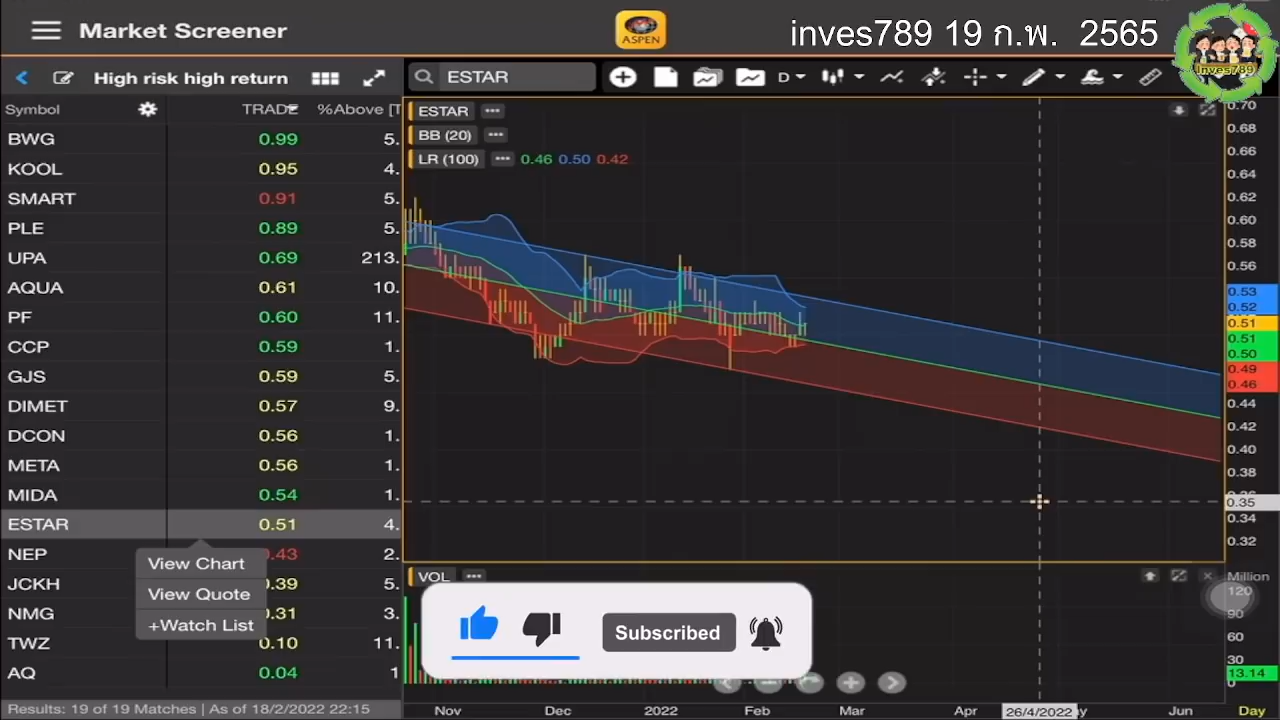 Market Screener
ASPEN
inves789 19 ก.พ. 2565
Inves789
High risk high return
ESTAR
D
Symbol TRADE %Above [T
BWG 0.99 5.
KOOL 0.95 4.
SMART 0.91 5.
PLE 0.89 5.
UPA 0.69 213.
AQUA 0.61 10.
PF 0.60 11.
CCP 0.59 1.
GJS 0.59 5.
DIMET 0.57 9.
DCON 0.56 1.
META 0.56 1.
MIDA 0.54 1.
ESTAR 0.51 4.
NEP 0.43 2.
JCKH 0.39 5.
NMG 0.31 3.
TWZ 0.10 11.
AQ 0.04 1
View Chart
View Quote
+Watch List
Results: 19 of 19 Matches | As of 18/2/2022 22:15
ESTAR
BB (20)
LR (100) 0.46 0.50 0.42
0.70
0.68
0.66
0.64
0.62
0.60
0.58
0.56
0.53
0.52
0.51
0.51
0.50
0.49
0.46
0.44
0.42
0.40
0.38
0.35
0.34
0.32
VOL
Million
120
90
60
30
13.14
0
Subscribed
Nov Dec 2022 Feb Mar Apr 26/4/2022 Jun Day